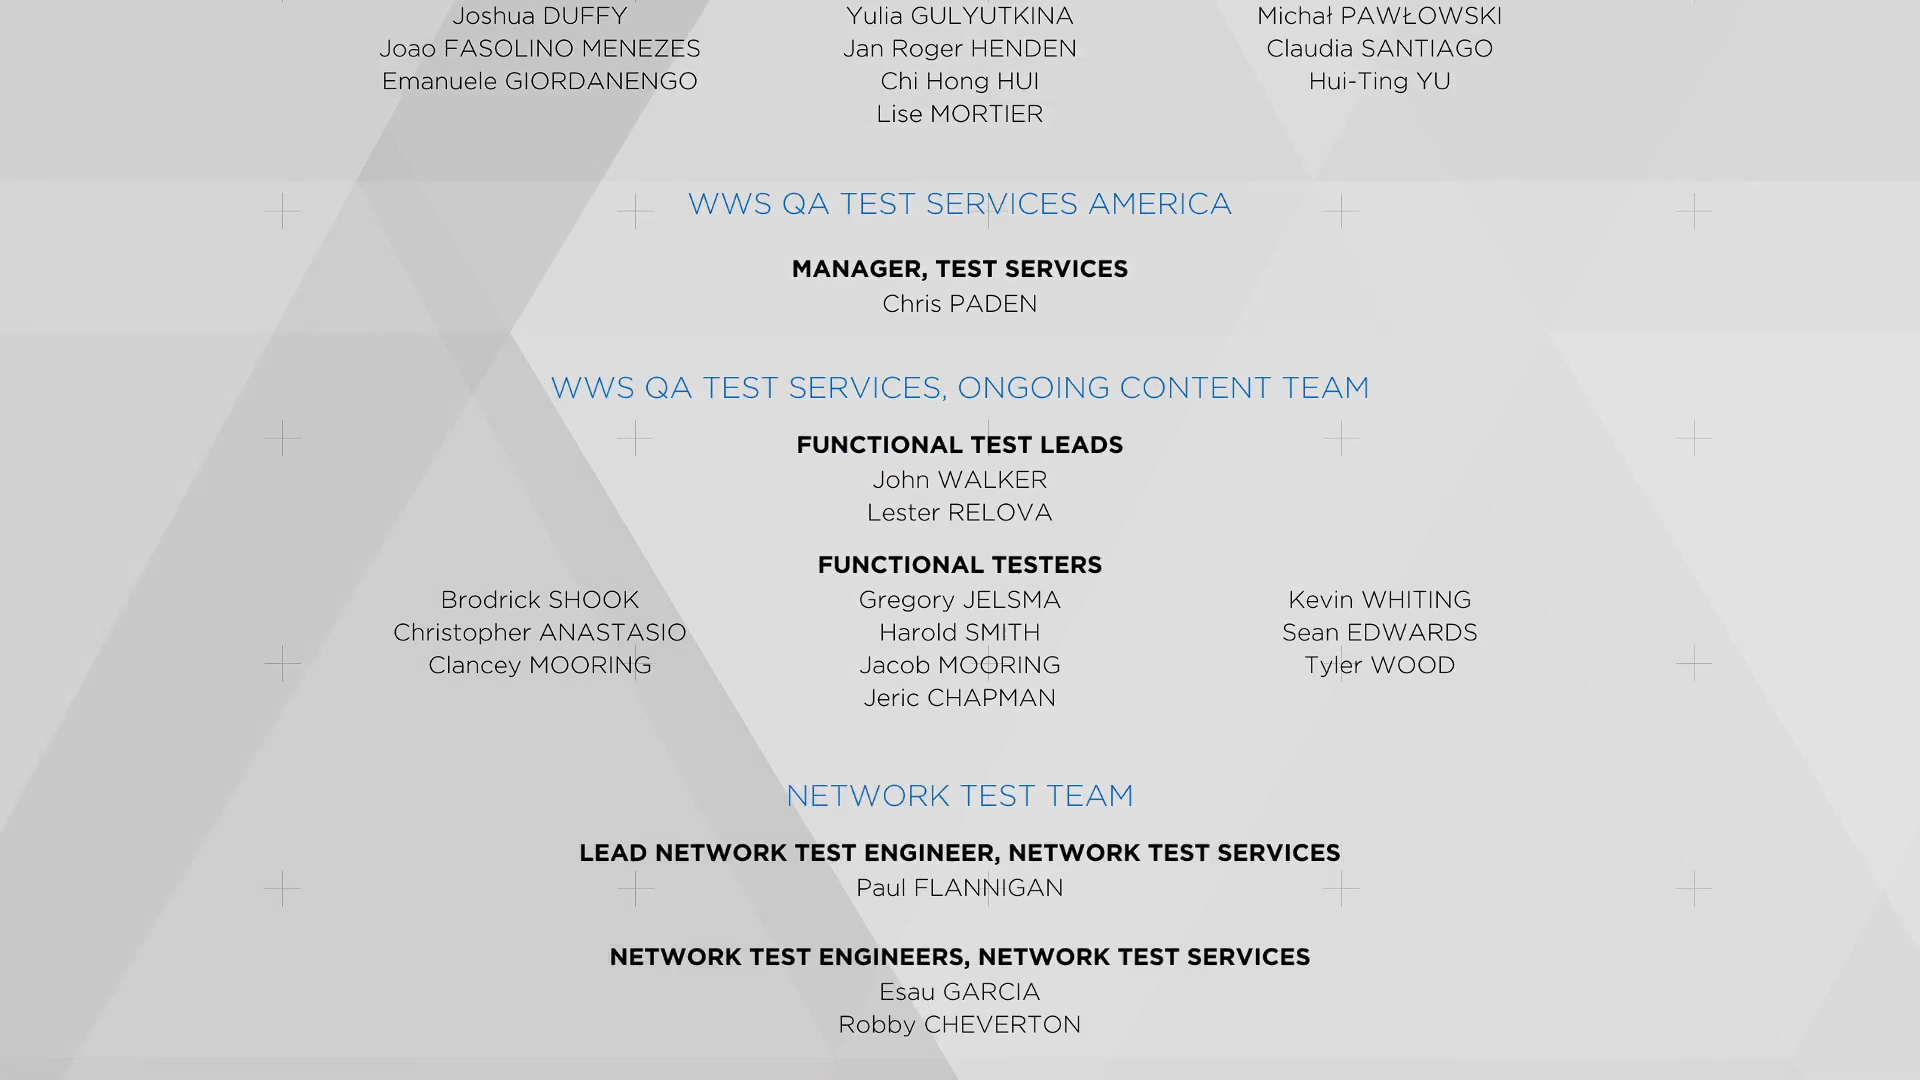 Joshua DUFFY Yulia GULYUTKINA Michał PAWŁOWSKI
Joao FASOLINO MENEZES Jan Roger HENDEN Claudia SANTIAGO
Emanuele GIORDANENGO Chi Hong HUI Hui-Ting YU
Lise MORTIER
WWS QA TEST SERVICES AMERICA
MANAGER, TEST SERVICES
Chris PADEN
WWS QA TEST SERVICES, ONGOING CONTENT TEAM
FUNCTIONAL TEST LEADS
John WALKER
Lester RELOVA
FUNCTIONAL TESTERS
Brodrick SHOOK Gregory JELSMA Kevin WHITING
Christopher ANASTASIO Harold SMITH Sean EDWARDS
Clancey MOORING Jacob MOORING Tyler WOOD
Jeric CHAPMAN
NETWORK TEST TEAM
LEAD NETWORK TEST ENGINEER, NETWORK TEST SERVICES
Paul FLANNIGAN
NETWORK TEST ENGINEERS, NETWORK TEST SERVICES
Esau GARCIA
Robby CHEVERTON